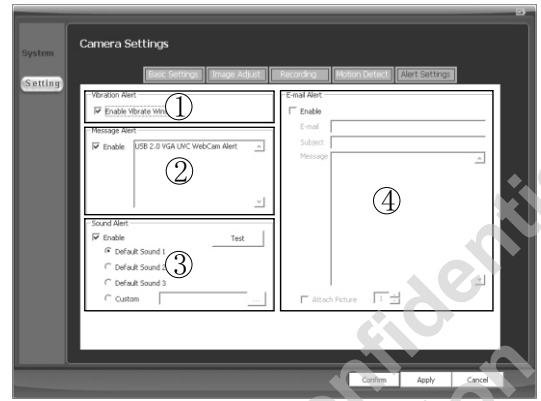 Camera Settings
System
Setting
Basic Settings
Image Adjust
Recording
Motion Detect
Alert Settings
Vibration Alert
Enable Vibrate
①
Message Alert
Enable
USB 2.0 VGA UVC WebCam Alert
②
Sound Alert
Enable
Test
Default Sound 1
Default Sound 2
③
Default Sound 3
Custom
...
E-mail Alert
Enable
E-mail
Subject
Message
④
Attach Picture
1
Confirm
Apply
Cancel